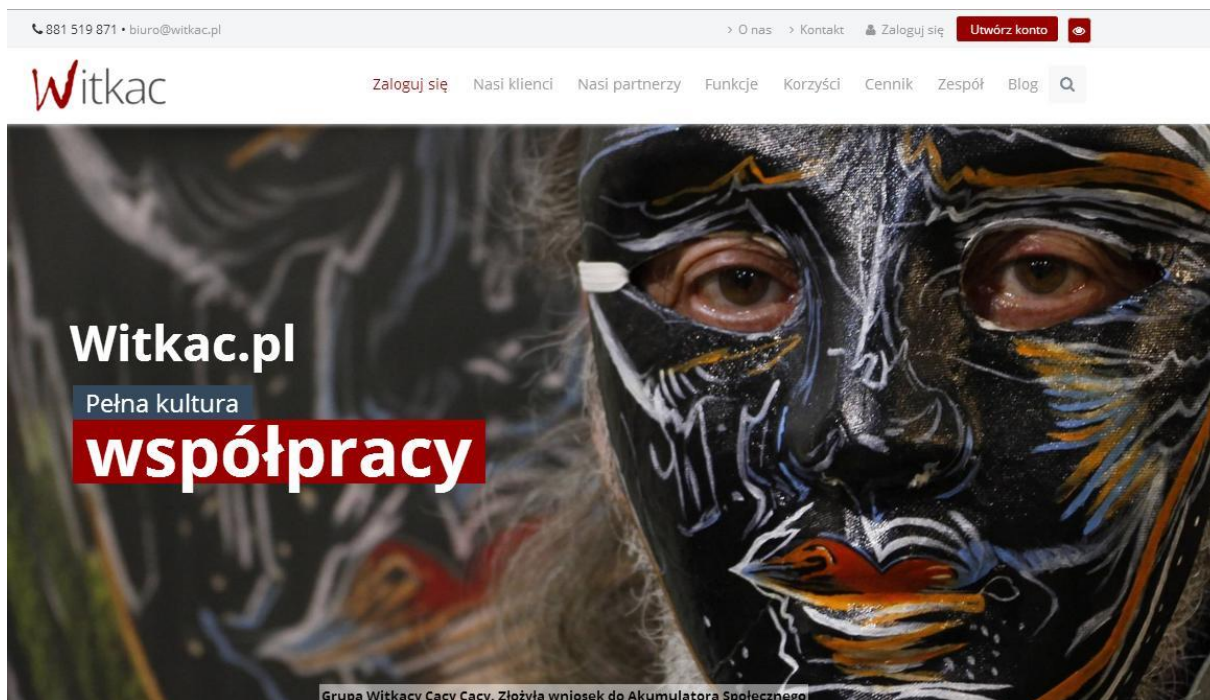 881 519 871 • biuro@witkac.pl > O nas > Kontakt Zaloguj się Utwórz konto
Witkac Zaloguj się Nasi klienci Nasi partnerzy Funkcje Korzyści Cennik Zespół Blog
Witkac.pl
Pełna kultura
współpracy
Grupa Witkacy Cacy Cacy. Złożyła wniosek do Akumulatora Społecznego